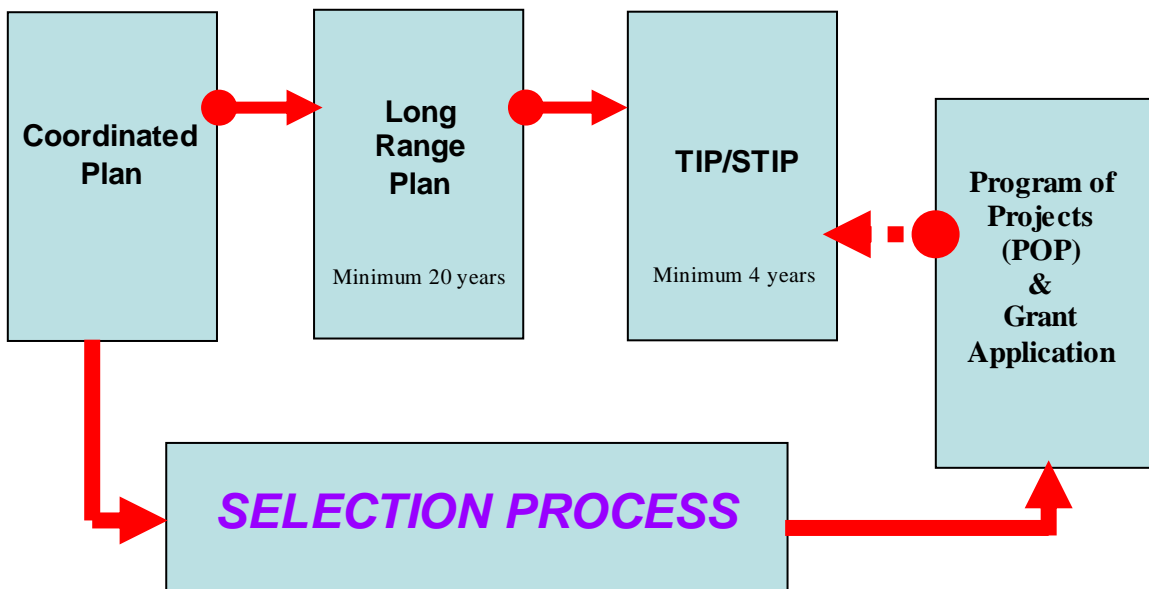 Coordinated
Plan
Long
Range
Plan
Minimum 20 years
TIP/STIP
Minimum 4 years
Program of
Projects
(POP)
&
Grant
Application
SELECTION PROCESS